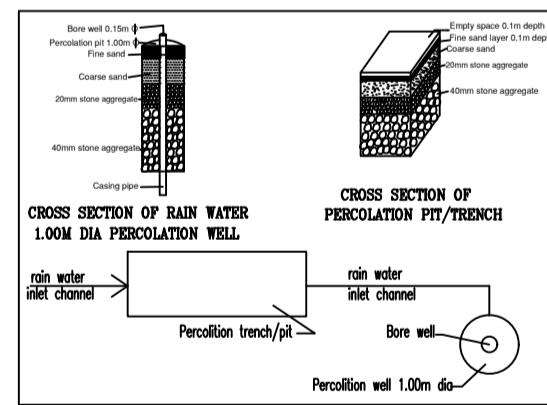 Bore well 0.15m ϕ
Percolation pit 1.00m ϕ
Fine sand
Coarse sand
20mm stone aggregate
40mm stone aggregate
Casing pipe
CROSS SECTION OF RAIN WATER
1.00M DIA PERCOLATION WELL
Empty space 0.1m depth
Fine sand layer 0.1m depth
Coarse sand
20mm stone aggregate
40mm stone aggregate
CROSS SECTION OF
PERCOLATION PIT/TRENCH
rain water
inlet channel
Percolition trench/pit
rain water
inlet channel
Bore well
Percolition well 1.00m dia